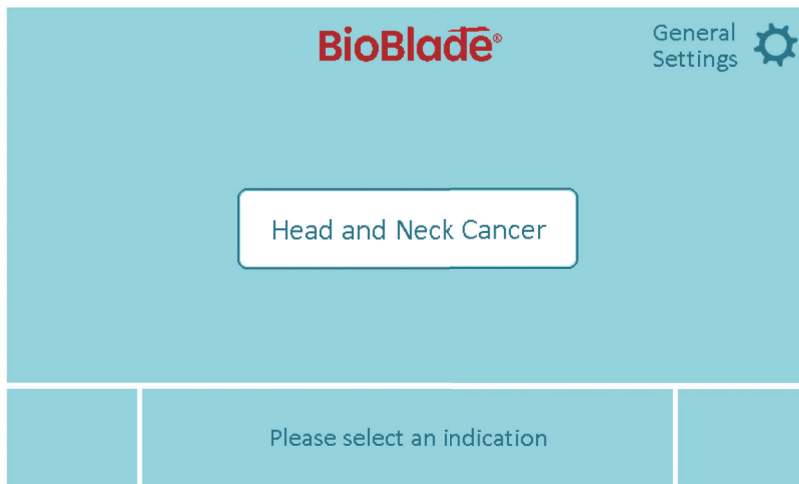 BioBlade®
General
Settings
Head and Neck Cancer
Please select an indication